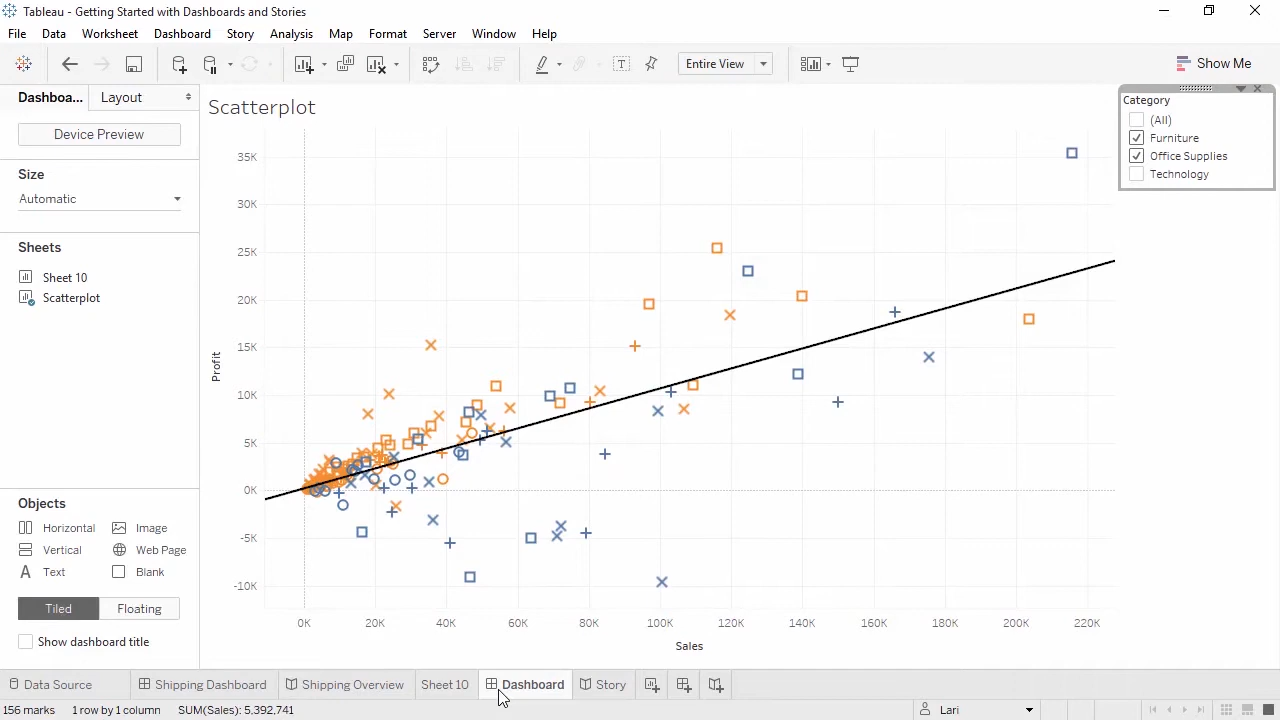 Tableau - Getting Started with Dashboards and Stories
File Data Worksheet Dashboard Story Analysis Map Format Server Window Help
Entire View
Show Me
Dashboa...
Layout
Device Preview
Size
Automatic
Sheets
Sheet 10
Scatterplot
Objects
Horizontal
Image
Vertical
Web Page
A Text
Blank
Tiled
Floating
Show dashboard title
Scatterplot
35K
30K
25K
20K
15K
10K
5K
0K
-5K
-10K
Profit
0K 20K 40K 60K 80K 100K 120K 140K 160K 180K 200K 220K
Sales
Category
(All)
Furniture
Office Supplies
Technology
Data Source Shipping Dashboard Shipping Overview Sheet 10 Dashboard Story
156 marks 1 row by 1 column SUM(Sales): 5,392,741 Lari